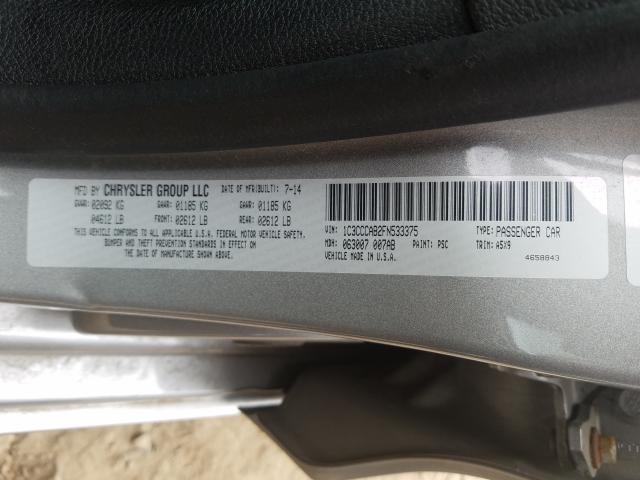 MFD BY CHRYSLER GROUP LLC DATE OF MFR(BUILT): 7-14
GVWR: 02092 KG GAWR: 01185 KG GAWR: 01185 KG
04612 LB FRONT: 02612 LB REAR: 02612 LB
THIS VEHICLE CONFORMS TO ALL APPLICABLE U.S.A. FEDERAL MOTOR VEHICLE SAFETY,
BUMPER AND THEFT PREVENTION STANDARDS IN EFFECT ON
THE DATE OF MANUFACTURE SHOWN ABOVE.
VIN: 1C3CCCAB2FN533375 TYPE: PASSENGER CAR
MDH: 063007 007AB PAINT: PSC TRIM: A5X9
VEHICLE MADE IN U.S.A. 4658843